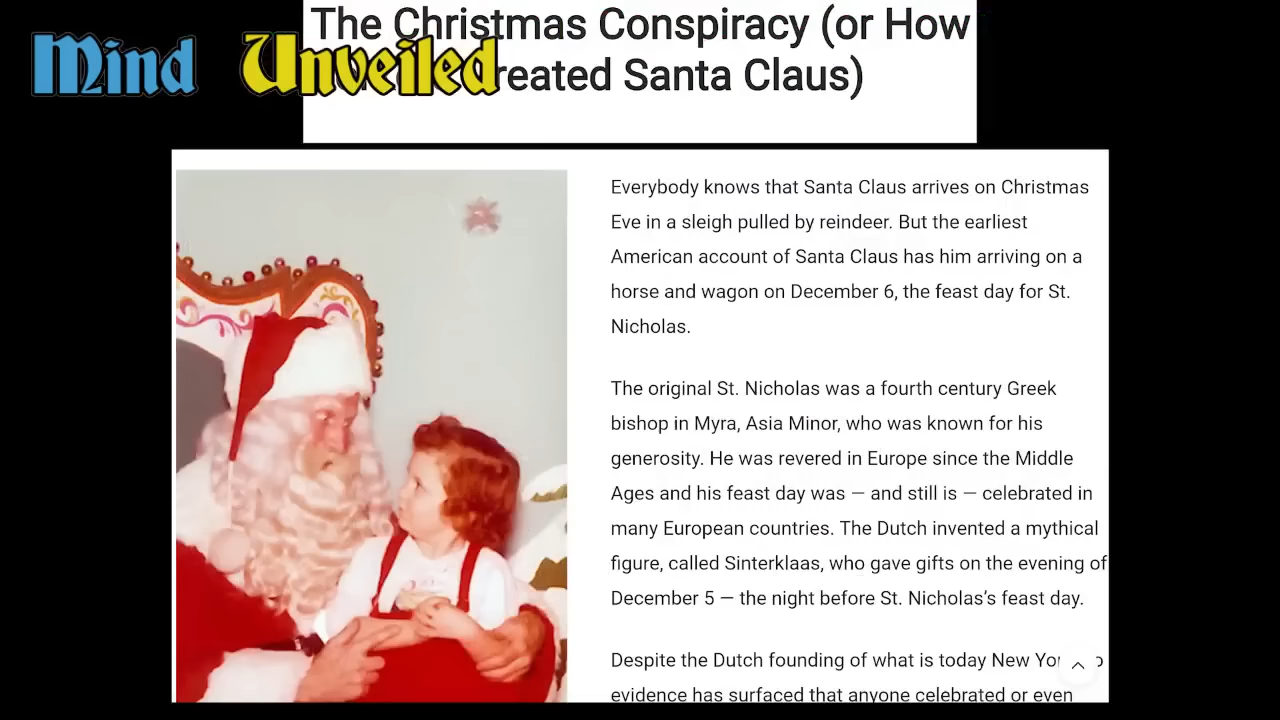 The Christmas Conspiracy (or How
Mind Unveiled
reated Santa Claus)
Everybody knows that Santa Claus arrives on Christmas
Eve in a sleigh pulled by reindeer. But the earliest
American account of Santa Claus has him arriving on a
horse and wagon on December 6, the feast day for St.
Nicholas.
The original St. Nicholas was a fourth century Greek
bishop in Myra, Asia Minor, who was known for his
generosity. He was revered in Europe since the Middle
Ages and his feast day was — and still is — celebrated in
many European countries. The Dutch invented a mythical
figure, called Sinterklaas, who gave gifts on the evening of
December 5 — the night before St. Nicholas’s feast day.
Despite the Dutch founding of what is today New
evidence has surfaced that anyone celebrated or even